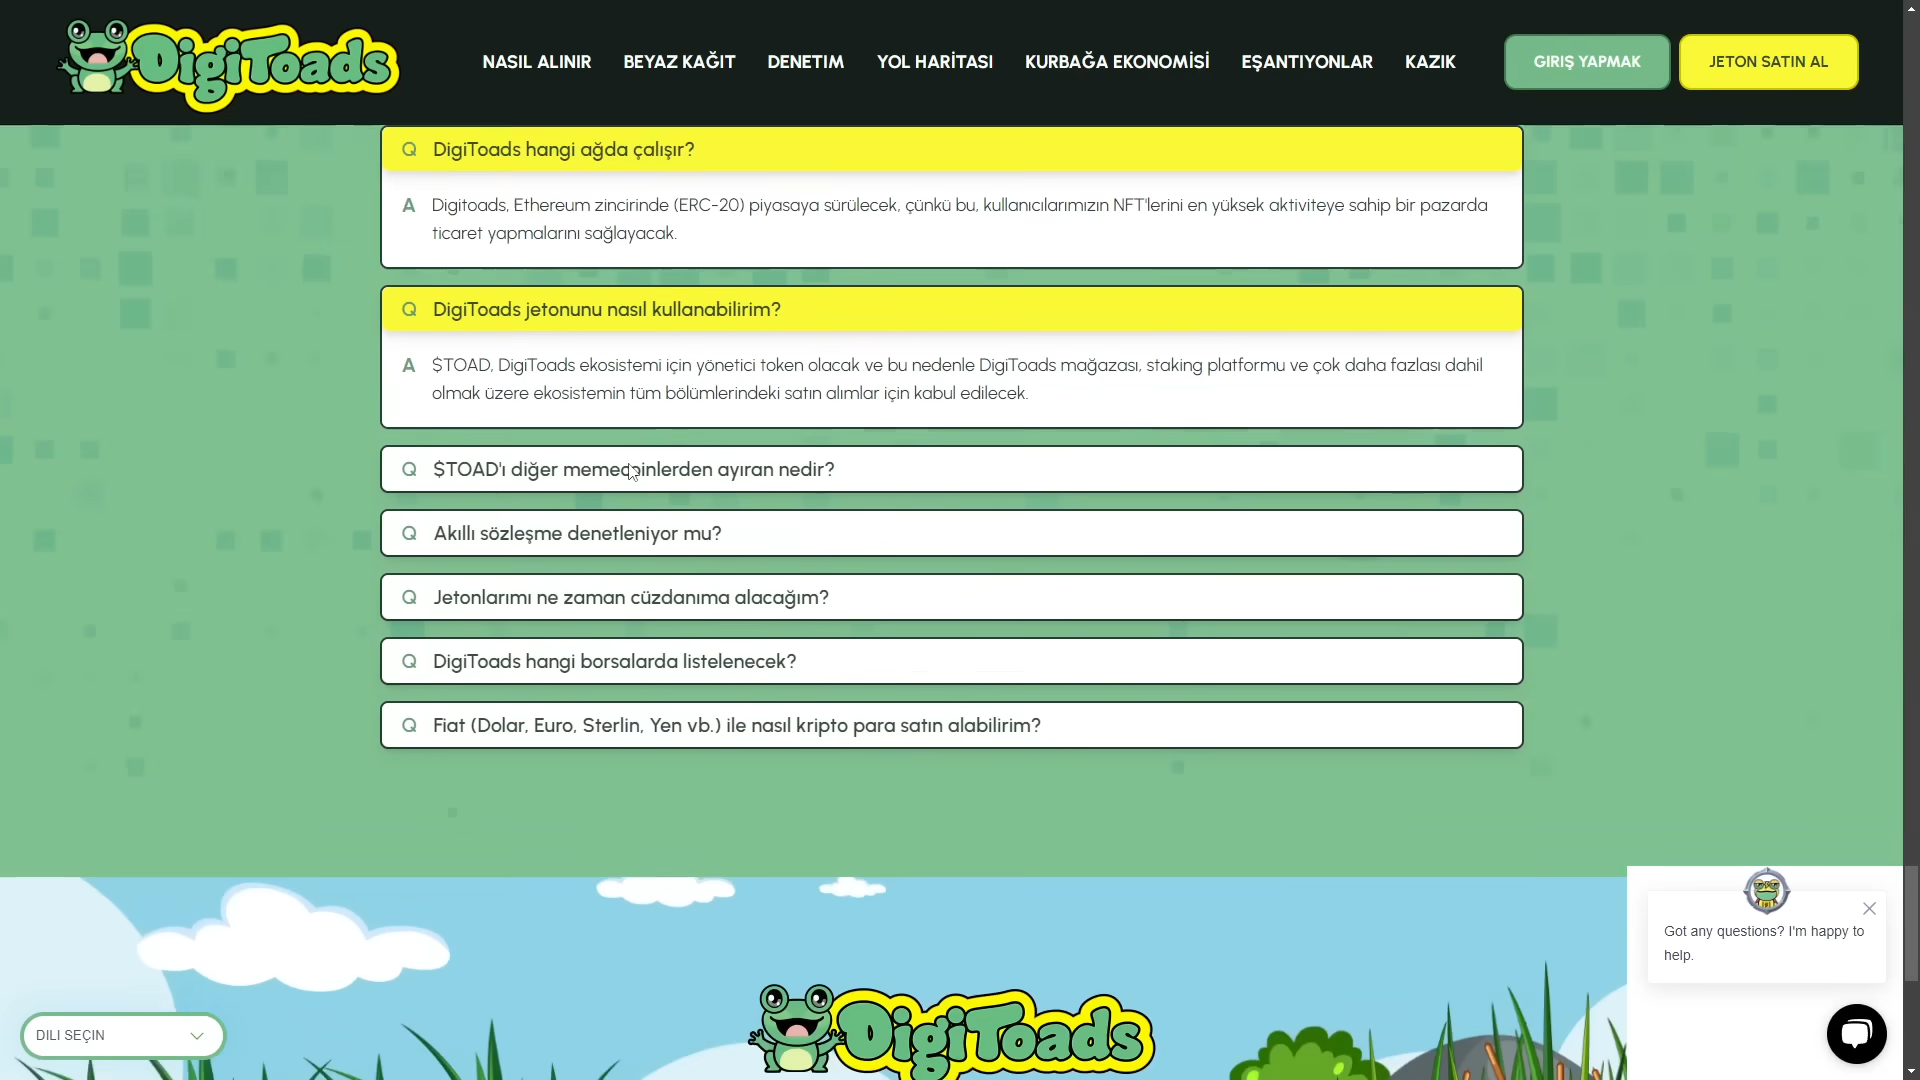 DigiToads
NASIL ALINIR
BEYAZ KAĞIT
DENETIM
YOL HARİTASI
KURBAĞA EKONOMİSİ
EŞANTIYONLAR
KAZIK
GIRIŞ YAPMAK
JETON SATIN AL
Q DigiToads hangi ağda çalışır?
A Digitoads, Ethereum zincirinde (ERC-20) piyasaya sürülecek, çünkü bu, kullanıcılarımızın NFT'lerini en yüksek aktiviteye sahip bir pazarda
ticaret yapmalarını sağlayacak.
Q DigiToads jetonunu nasıl kullanabilirim?
A $TOAD, DigiToads ekosistemi için yönetici token olacak ve bu nedenle DigiToads mağazası, staking platformu ve çok daha fazlası dahil
olmak üzere ekosistemin tüm bölümlerindeki satın alımlar için kabul edilecek.
Q $TOAD'ı diğer memecoinlerden ayıran nedir?
Q Akıllı sözleşme denetleniyor mu?
Q Jetonlarımı ne zaman cüzdanıma alacağım?
Q DigiToads hangi borsalarda listelenecek?
Q Fiat (Dolar, Euro, Sterlin, Yen vb.) ile nasıl kripto para satın alabilirim?
Got any questions? I'm happy to
help.
DigiToads
DILI SEÇIN